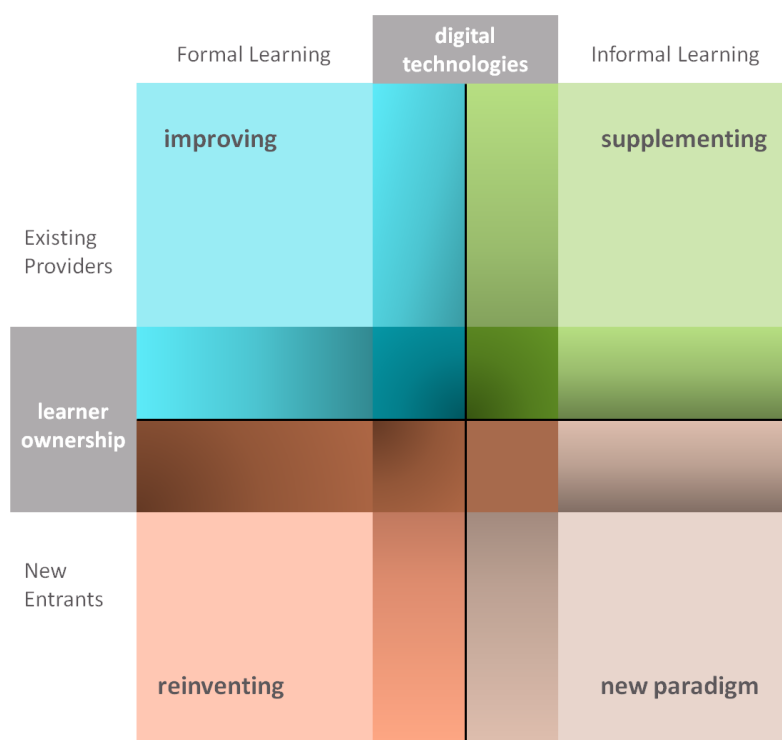 Formal Learning
digital
technologies
Informal Learning
improving
supplementing
Existing
Providers
learner
ownership
New
Entrants
reinventing
new paradigm